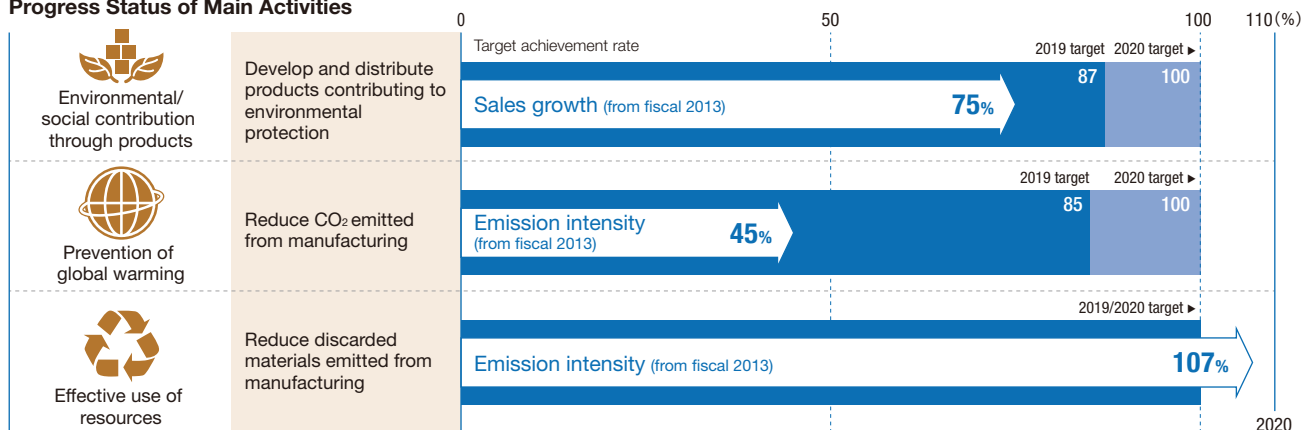 Progress Status of Main Activities
0 50 100 110(%)
Target achievement rate
2019 target 2020 target ▶
Environmental/
social contribution
through products
Develop and distribute
products contributing to
environmental
protection
Sales growth (from fiscal 2013) 75%
87 100
2019 target 2020 target ▶
Prevention of
global warming
Reduce CO₂ emitted
from manufacturing
Emission intensity
(from fiscal 2013)
45%
85 100
2019/2020 target ▶
Effective use of
resources
Reduce discarded
materials emitted from
manufacturing
Emission intensity (from fiscal 2013) 107%
2020